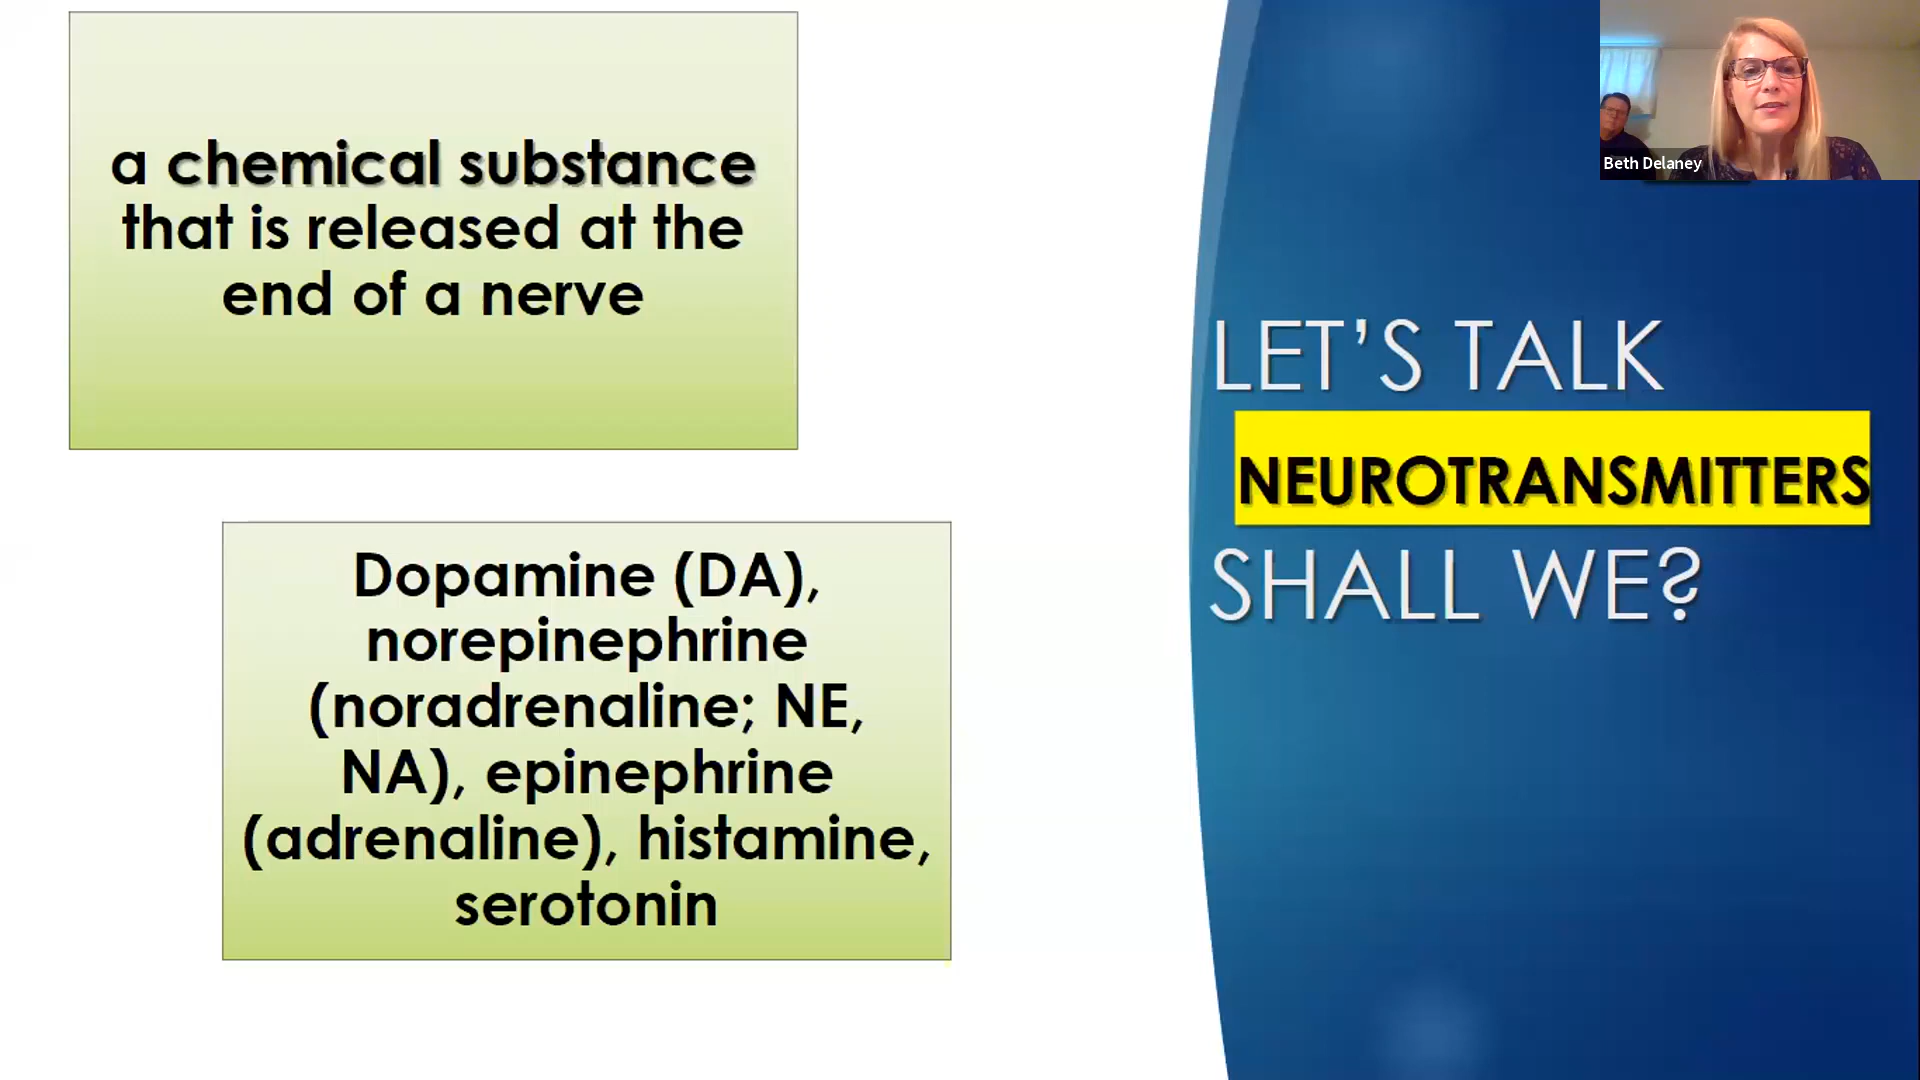 a chemical substance
that is released at the
end of a nerve
Dopamine (DA),
norepinephrine
(noradrenaline; NE,
NA), epinephrine
(adrenaline), histamine,
serotonin
LET’S TALK
NEUROTRANSMITTERS
SHALL WE?
Beth Delaney